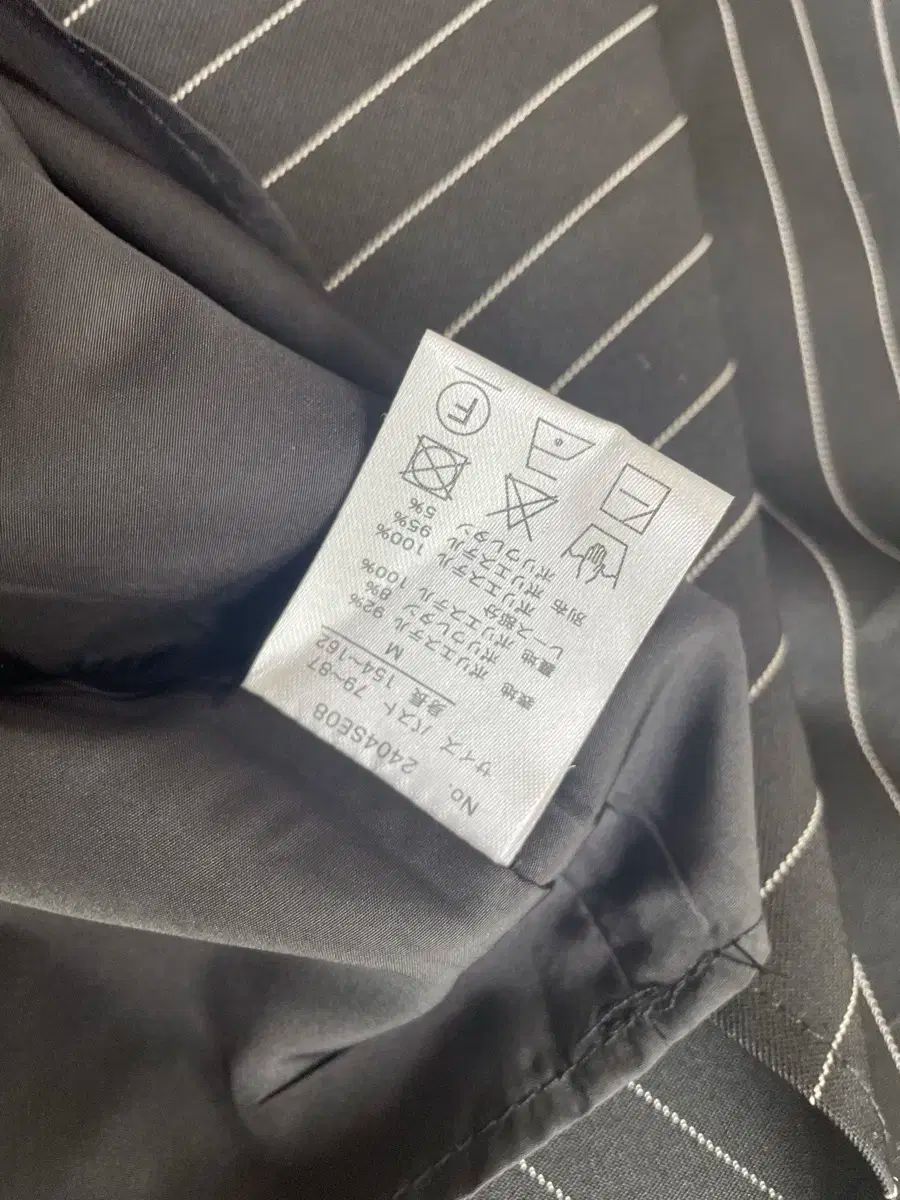 No. 2404SE08
サイズ M
バスト 79~87
身長 154~162
表地 ポリエステル 92%
ポリウレタン 8%
裏地 ポリエステル 100%
レース部分 ポリエステル 100%
別布 ポリエステル 95%
ポリウレタン 5%
F